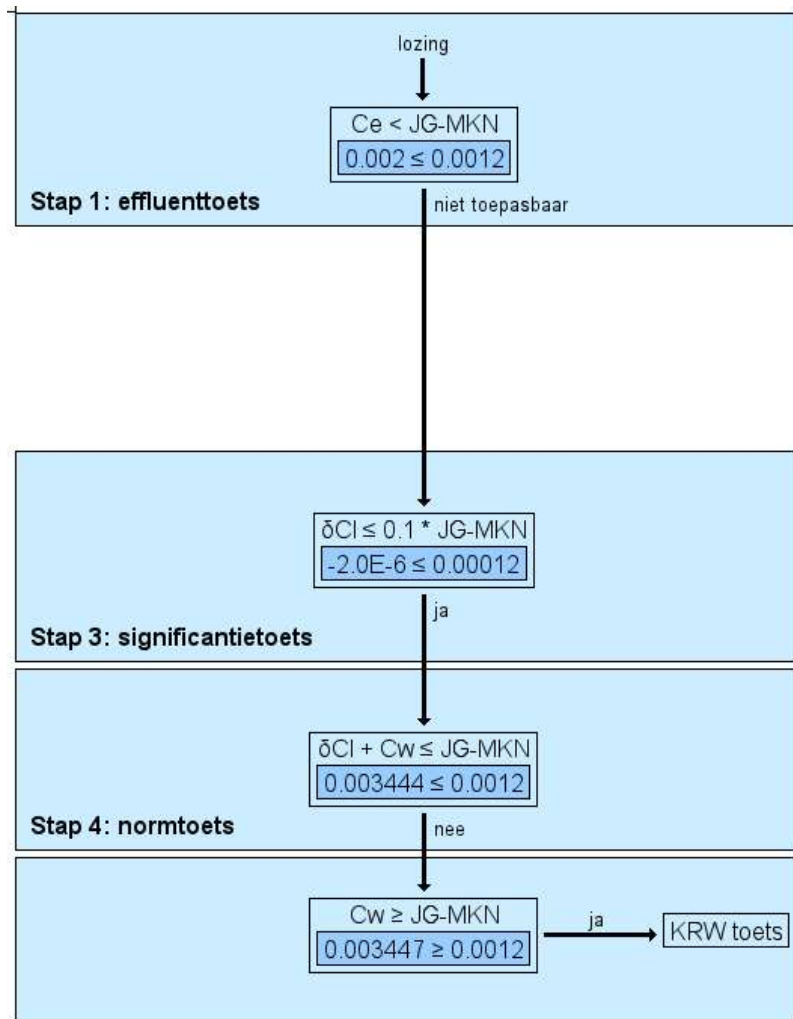 lozing
Ce < JG-MKN
0.002 ≤ 0.0012
Stap 1: effluenttoets
niet toepasbaar
δCl ≤ 0.1 * JG-MKN
-2.0E-6 ≤ 0.00012
ja
Stap 3: significantietoets
δCl + Cw ≤ JG-MKN
0.003444 ≤ 0.0012
Stap 4: normtoets
nee
Cw ≥ JG-MKN
0.003447 ≥ 0.0012
ja
KRW toets